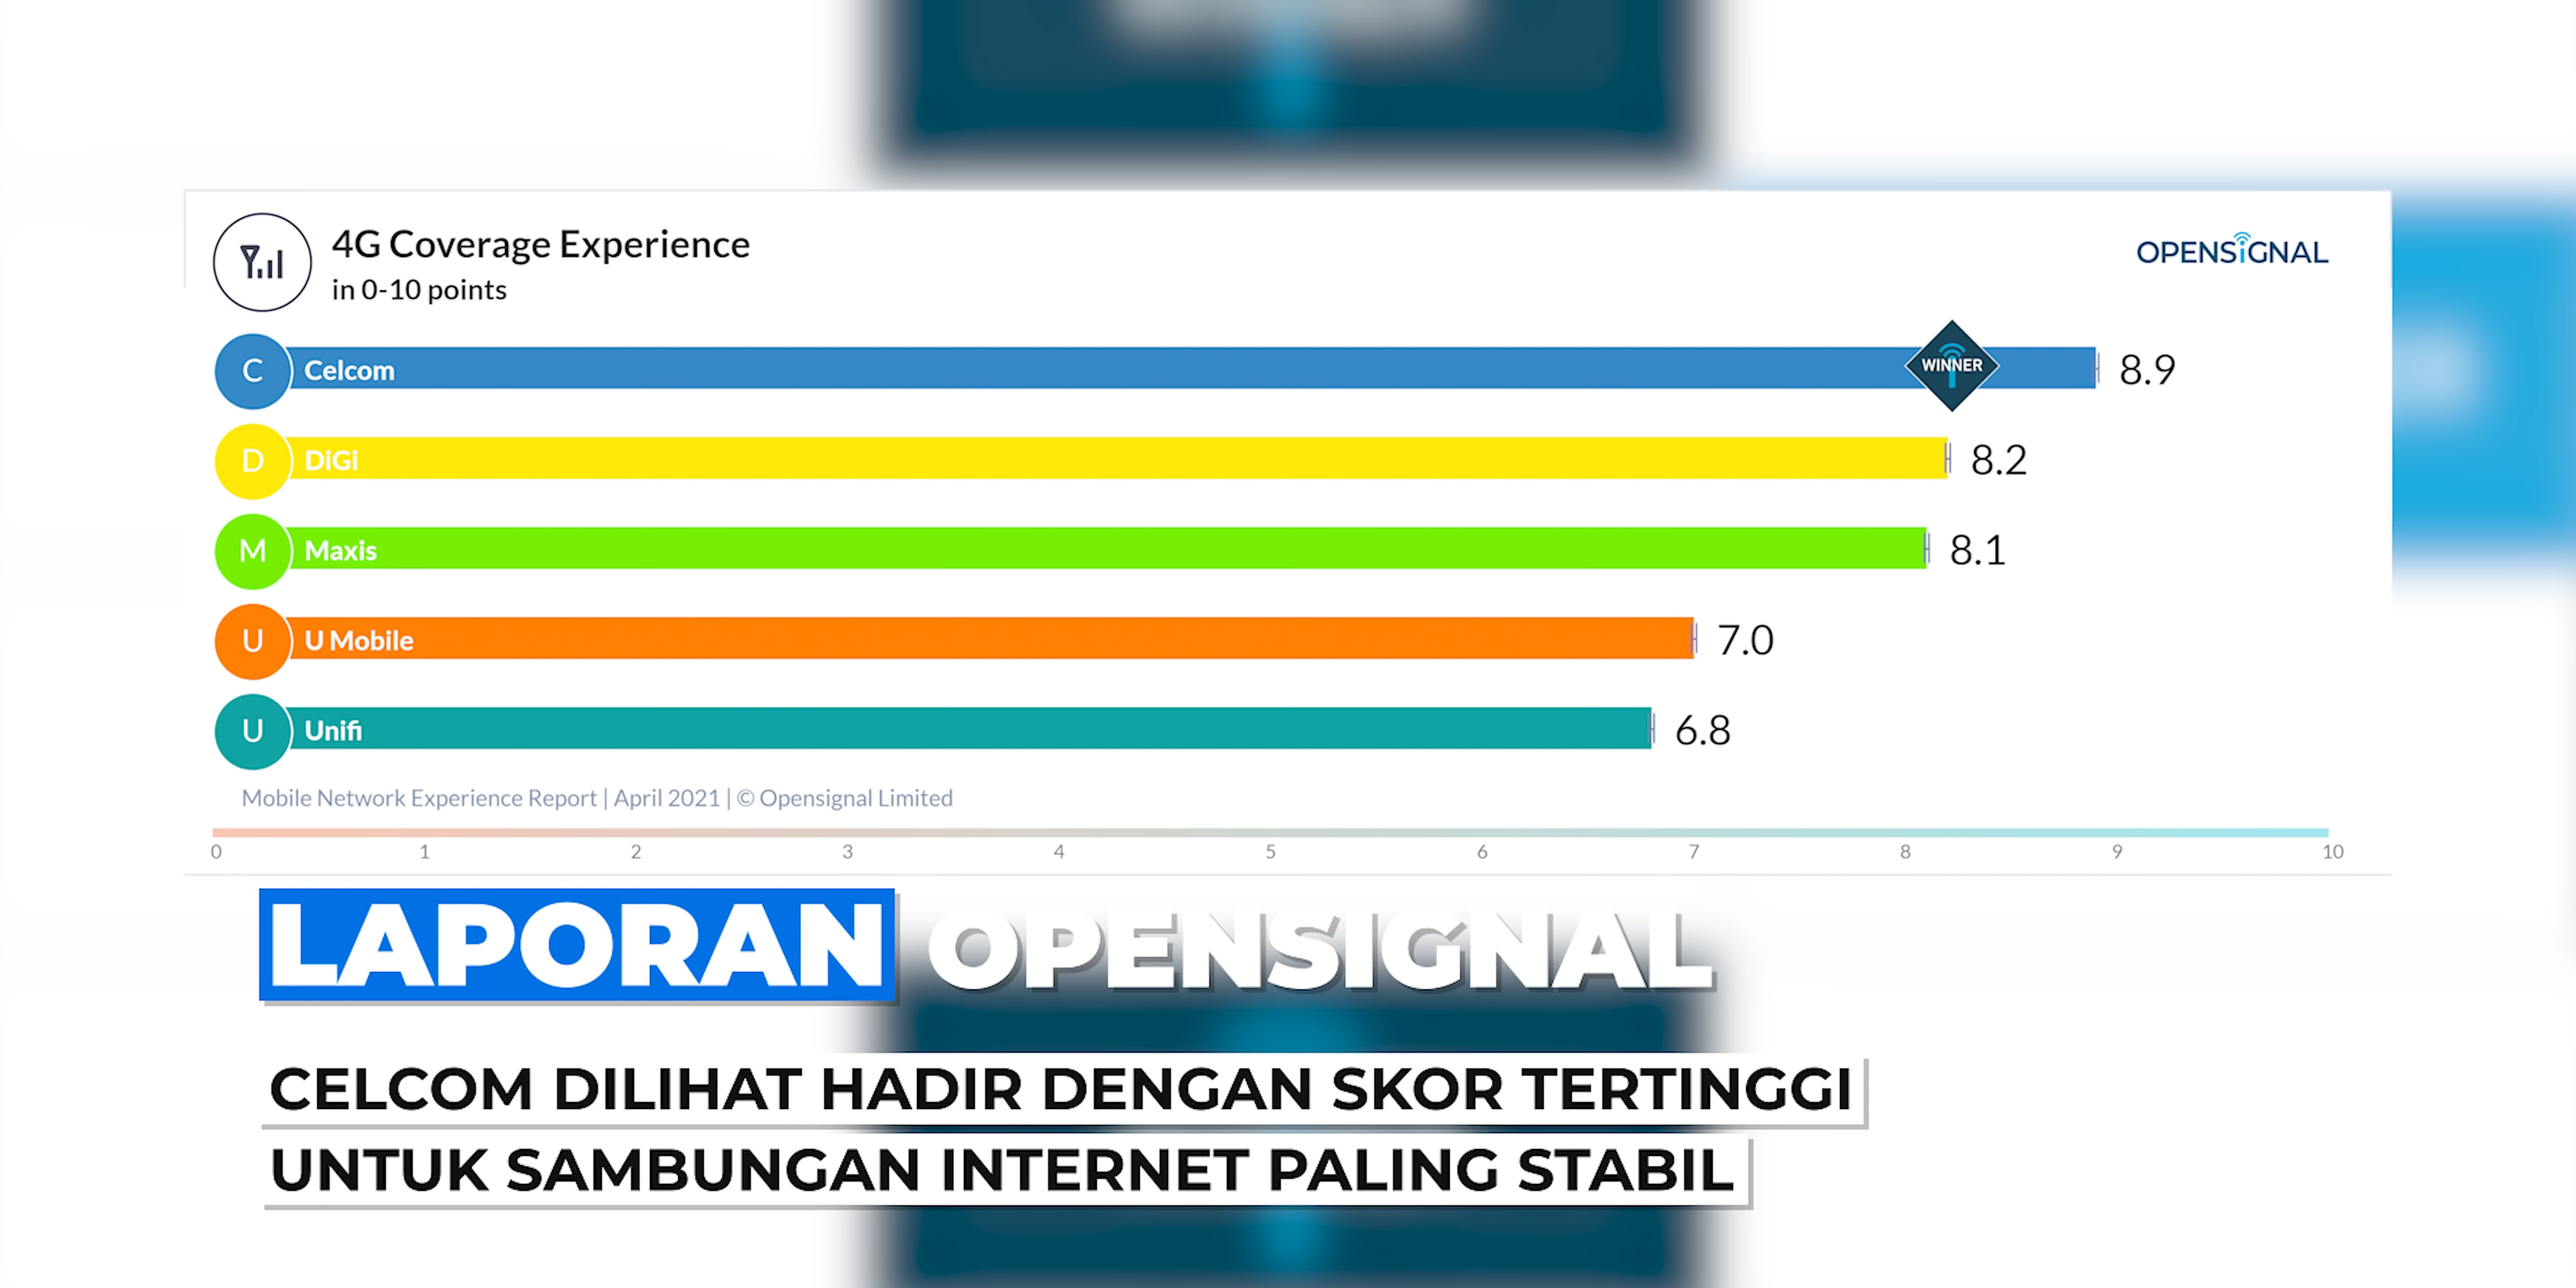 4G Coverage Experience
in 0-10 points
OPENSIGNAL
C Celcom WINNER 8.9
D DiGi 8.2
M Maxis 8.1
U U Mobile 7.0
U Unifi 6.8
Mobile Network Experience Report | April 2021 | © Opensignal Limited
0 1 2 3 4 5 6 7 8 9 10
LAPORAN OPENSIGNAL
CELCOM DILIHAT HADIR DENGAN SKOR TERTINGGI
UNTUK SAMBUNGAN INTERNET PALING STABIL